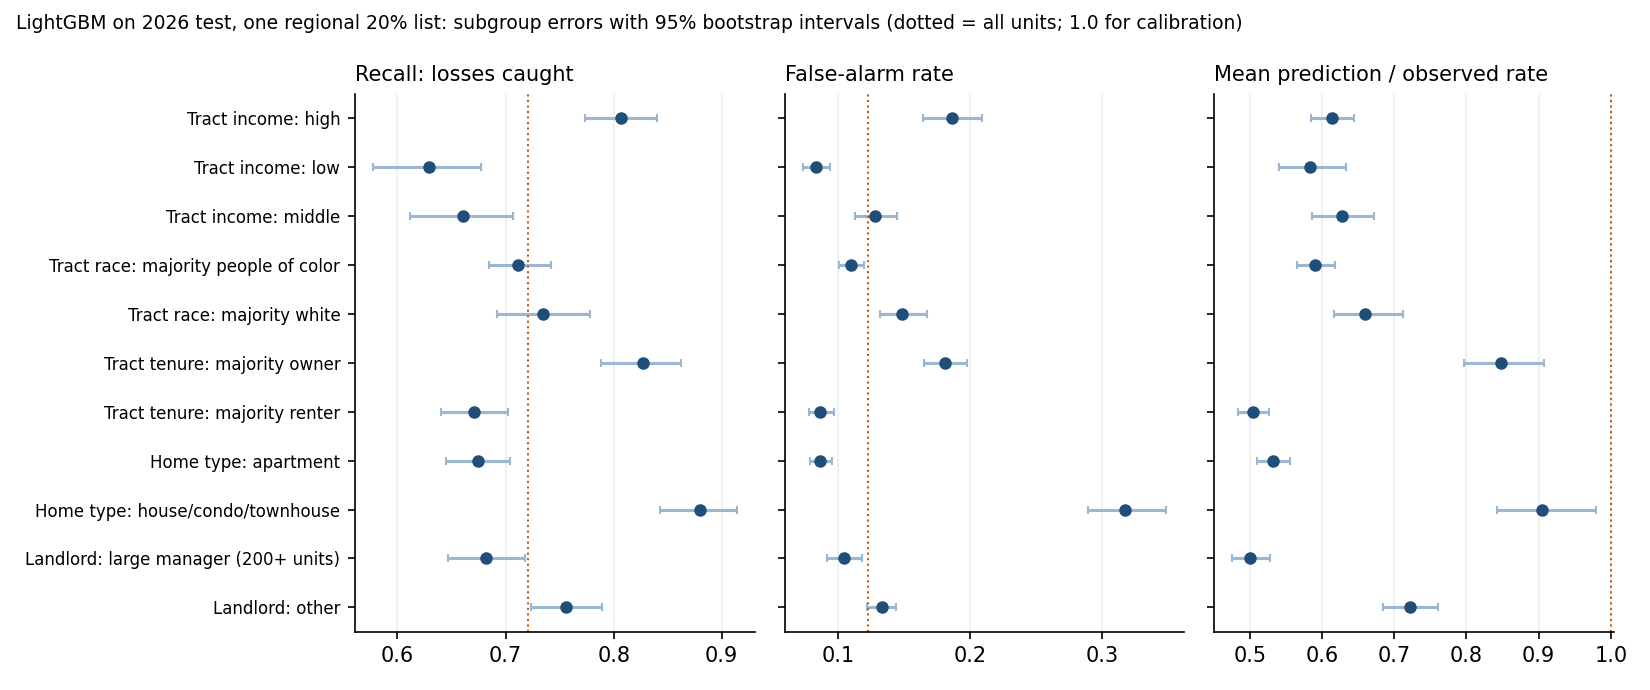 LightGBM on 2026 test, one regional 20% list: subgroup errors with 95% bootstrap intervals (dotted = all units; 1.0 for calibration)
Recall: losses caught
False-alarm rate
Mean prediction / observed rate
Tract income: high
Tract income: low
Tract income: middle
Tract race: majority people of color
Tract race: majority white
Tract tenure: majority owner
Tract tenure: majority renter
Home type: apartment
Home type: house/condo/townhouse
Landlord: large manager (200+ units)
Landlord: other
0.6 0.7 0.8 0.9
0.1 0.2 0.3
0.5 0.6 0.7 0.8 0.9 1.0